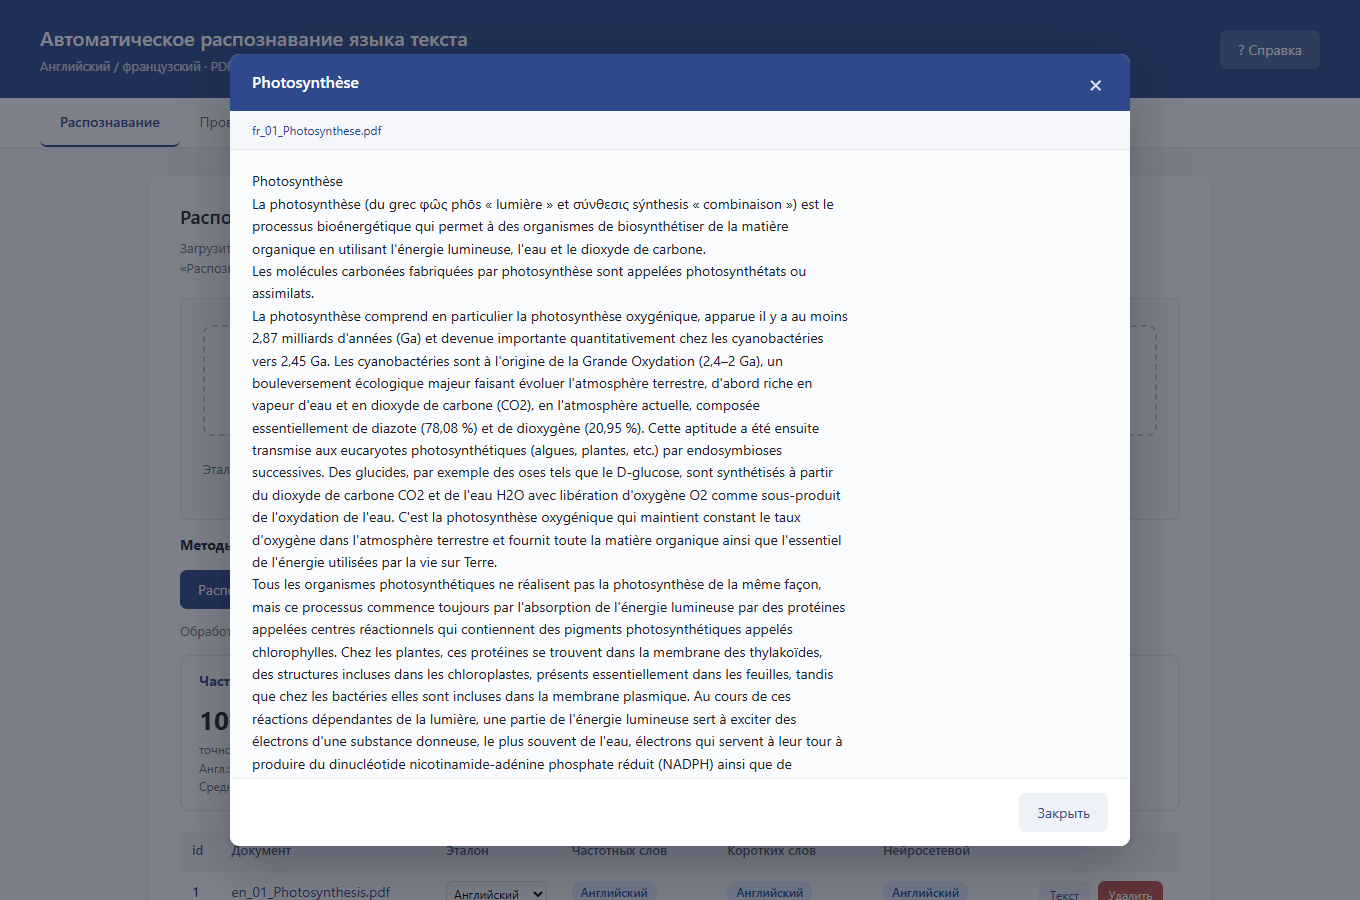 Автоматическое распознавание языка текста
Английский / французский · PDF
? Справка
Распознавание
Photosynthèse
×
fr_01_Photosynthese.pdf
Photosynthèse
La photosynthèse (du grec φῶς phōs « lumière » et σύνθεσις sýnthesis « combinaison ») est le
processus bioénergétique qui permet à des organismes de biosynthétiser de la matière
organique en utilisant l'énergie lumineuse, l'eau et le dioxyde de carbone.
Les molécules carbonées fabriquées par photosynthèse sont appelées photosynthétats ou
assimilats.
La photosynthèse comprend en particulier la photosynthèse oxygénique, apparue il y a au moins
2,87 milliards d'années (Ga) et devenue importante quantitativement chez les cyanobactéries
vers 2,45 Ga. Les cyanobactéries sont à l'origine de la Grande Oxydation (2,4–2 Ga), un
bouleversement écologique majeur faisant évoluer l'atmosphère terrestre, d'abord riche en
vapeur d'eau et en dioxyde de carbone (CO2), en l'atmosphère actuelle, composée
essentiellement de diazote (78,08 %) et de dioxygène (20,95 %). Cette aptitude a été ensuite
transmise aux eucaryotes photosynthétiques (algues, plantes, etc.) par endosymbioses
successives. Des glucides, par exemple des oses tels que le D-glucose, sont synthétisés à partir
du dioxyde de carbone CO2 et de l'eau H2O avec libération d'oxygène O2 comme sous-produit
de l'oxydation de l'eau. C'est la photosynthèse oxygénique qui maintient constant le taux
d'oxygène dans l'atmosphère terrestre et fournit toute la matière organique ainsi que l'essentiel
de l'énergie utilisées par la vie sur Terre.
Tous les organismes photosynthétiques ne réalisent pas la photosynthèse de la même façon,
mais ce processus commence toujours par l'absorption de l'énergie lumineuse par des protéines
appelées centres réactionnels qui contiennent des pigments photosynthétiques appelés
chlorophylles. Chez les plantes, ces protéines se trouvent dans la membrane des thylakoïdes,
des structures incluses dans les chloroplastes, présents essentiellement dans les feuilles, tandis
que chez les bactéries elles sont incluses dans la membrane plasmique. Au cours de ces
réactions dépendantes de la lumière, une partie de l'énergie lumineuse sert à exciter des
électrons d'une substance donneuse, le plus souvent de l'eau, électrons qui servent à leur tour à
produire du dinucléotide nicotinamide-adénine phosphate réduit (NADPH) ainsi que de
Закрыть
id Документ Эталон Частотных слов Коротких слов Нейросетевой
1 en_01_Photosynthesis.pdf Английский Английский Английский Английский Текст Удалить